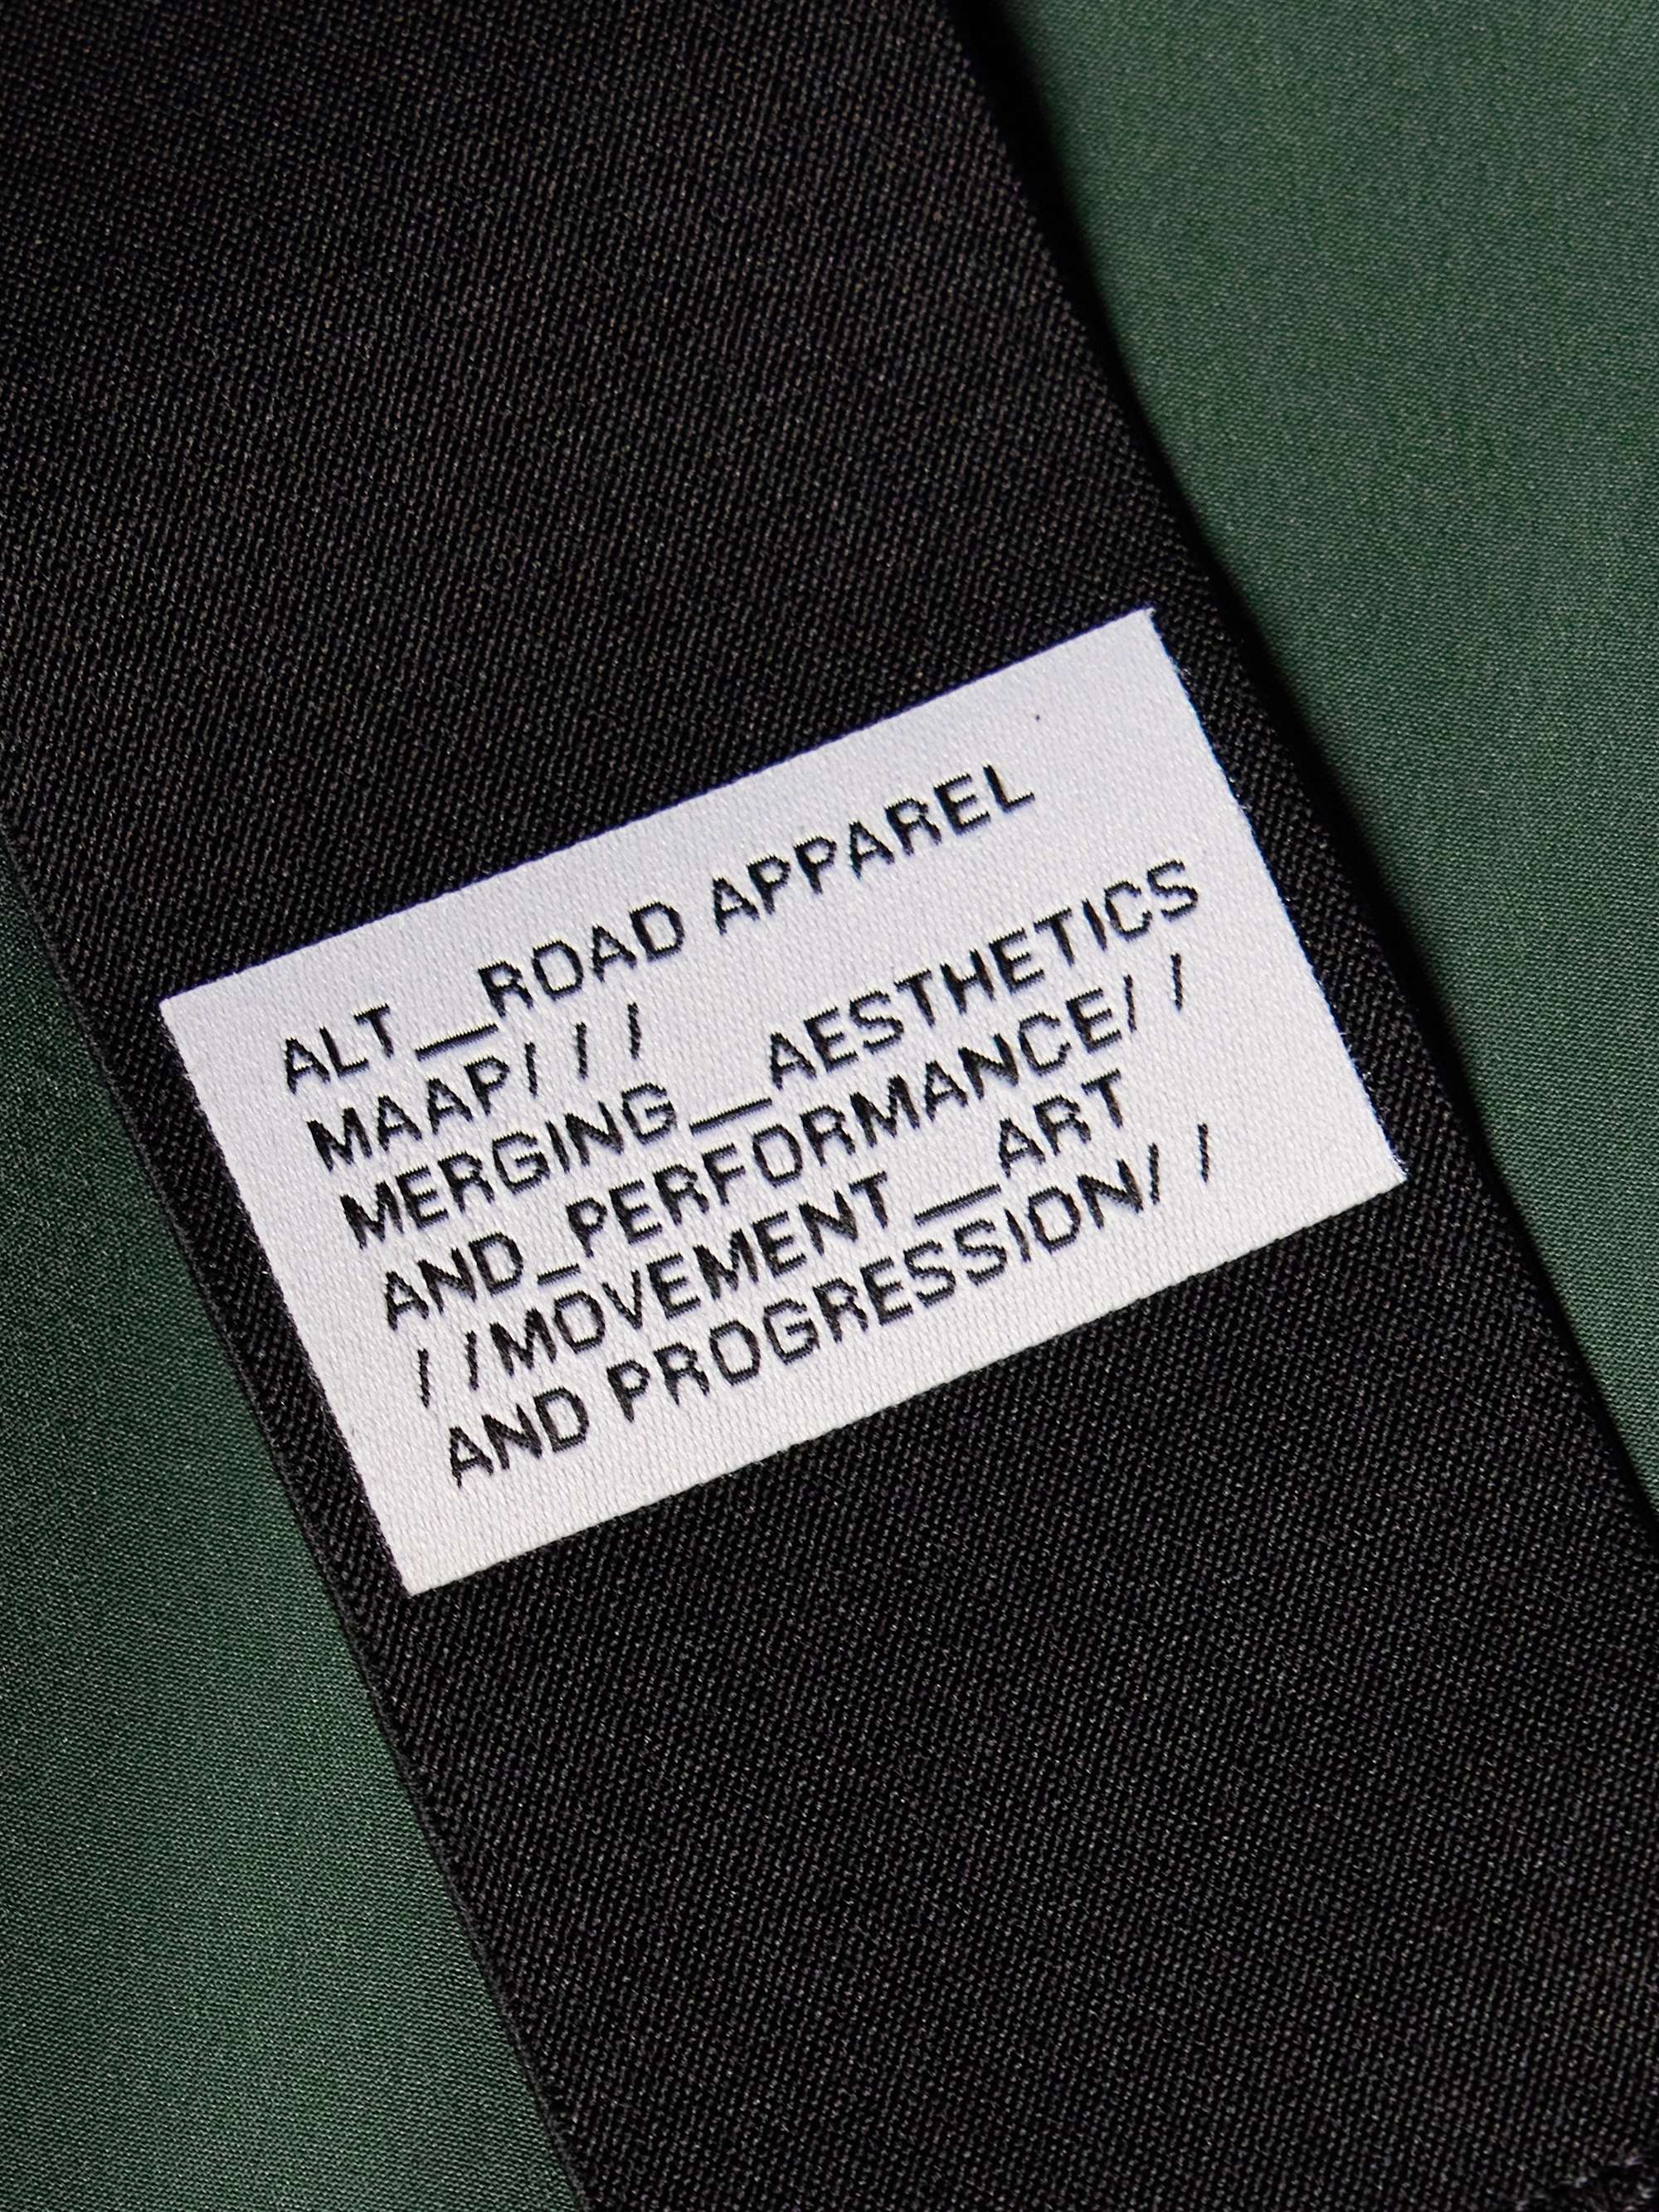 ALT__ROAD APPAREL
MAAP///
MERGING__AESTHETICS
AND_PERFORMANCE//
//MOVEMENT__ART
AND PROGRESSION//